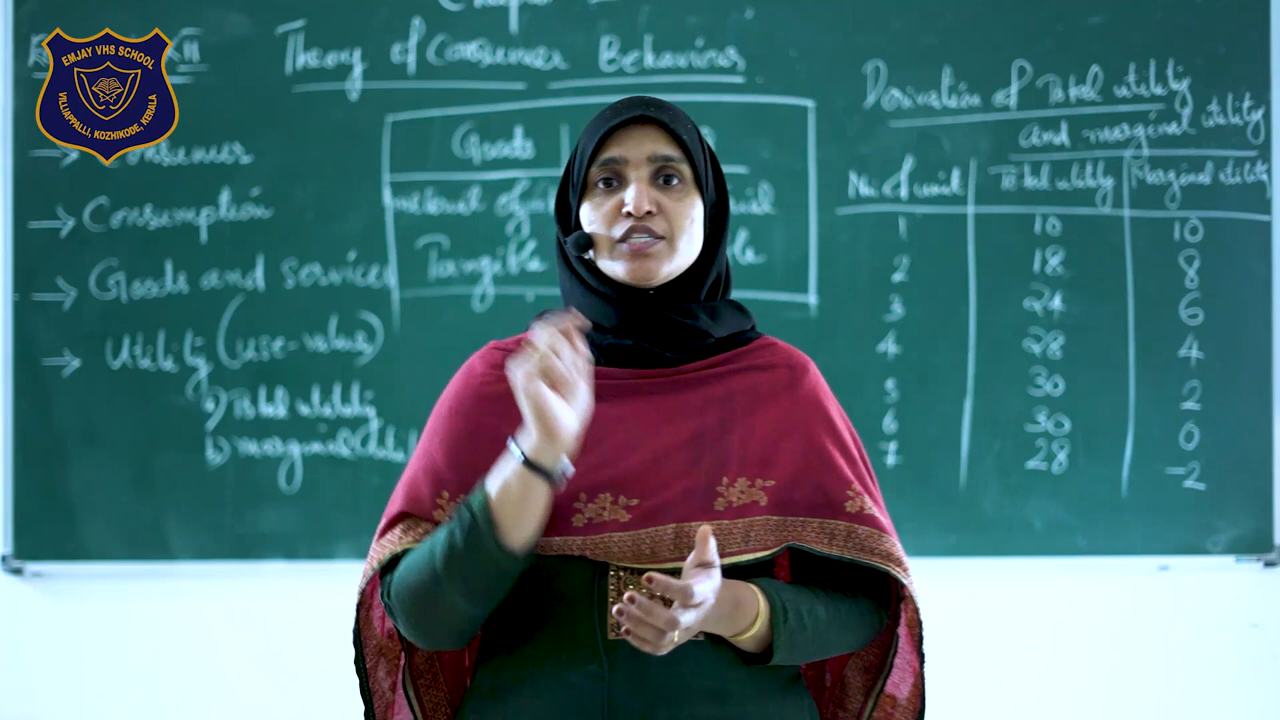 EMJAY VHS SCHOOL
VILLIAPPALLI, KOZHIKODE, KERALA
Theory of Consumer Behaviour
→ Consumer
→ Consumption
→ Goods and services
→ Utility (use-value)
a) Total utility
b) marginal
Goods
material
Tangible
Derivation of Total utility
and marginal utility
No. of unit Total utility Marginal utility
1 10 10
2 18 8
3 24 6
4 28 4
5 30 2
6 30 0
7 28 -2